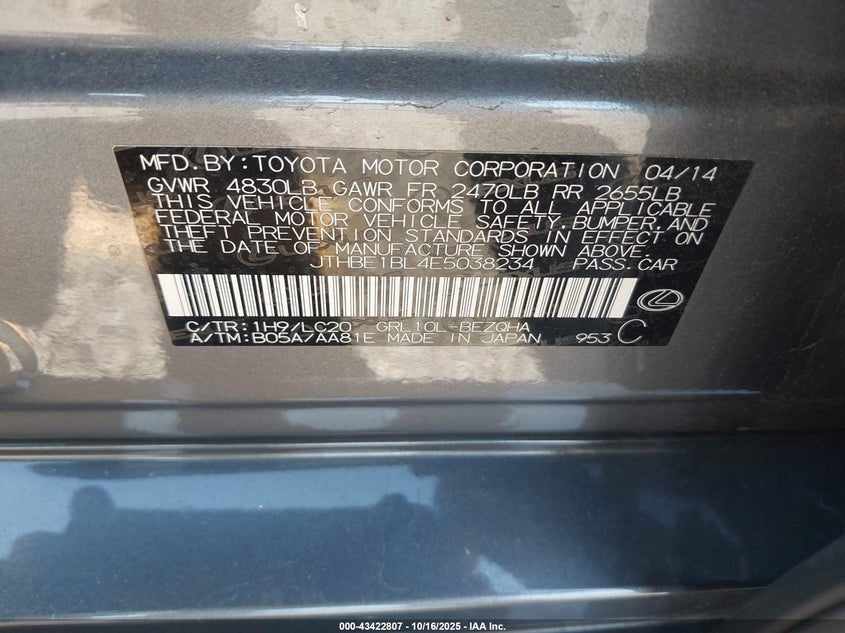 MFD.BY:TOYOTA MOTOR CORPORATION 04/14
GVWR 4830LB GAWR FR 2470LB RR 2655LB
THIS VEHICLE CONFORMS TO ALL APPLICABLE
FEDERAL MOTOR VEHICLE SAFETY,BUMPER,AND
THEFT PREVENTION STANDARDS IN EFFECT ON
THE DATE OF MANUFACTURE SHOWN ABOVE.
JTHBE1BL4E5038234 PASS.CAR
C/TR:1H9/LC20 GRL10L-BEZQHA
A/TM:B05A/AA81E MADE IN JAPAN 953 C
000-43422807 - 10/16/2025 - IAA Inc.